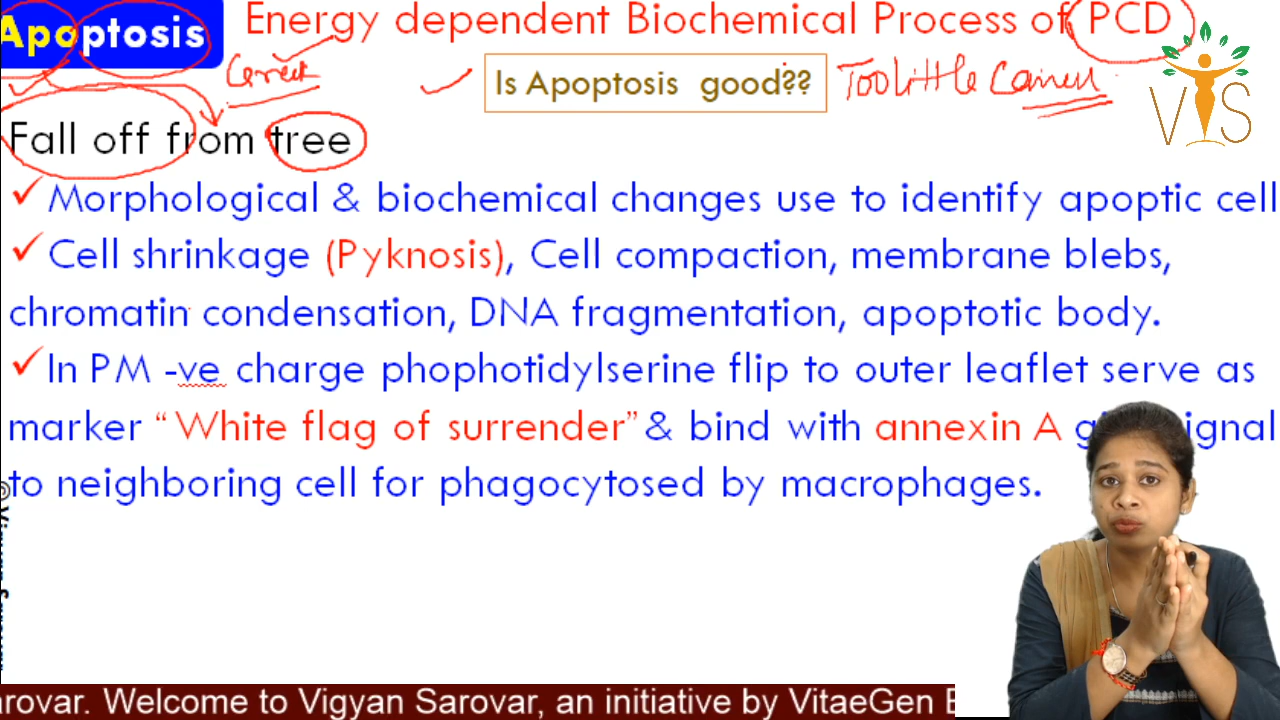 Apoptosis Energy dependent Biochemical Process of PCD
Is Apoptosis good?? Too little Cancer
VIS
Fall off from tree
✓Morphological & biochemical changes use to identify apoptic cell
✓Cell shrinkage (Pyknosis), Cell compaction, membrane blebs,
chromatin condensation, DNA fragmentation, apoptotic body.
✓In PM -ve charge phophotidylserine flip to outer leaflet serve as
marker “White flag of surrender”& bind with annexin A
to neighboring cell for phagocytosed by macrophages.
arovar. Welcome to Vigyan Sarovar, an initiative by VitaeGen